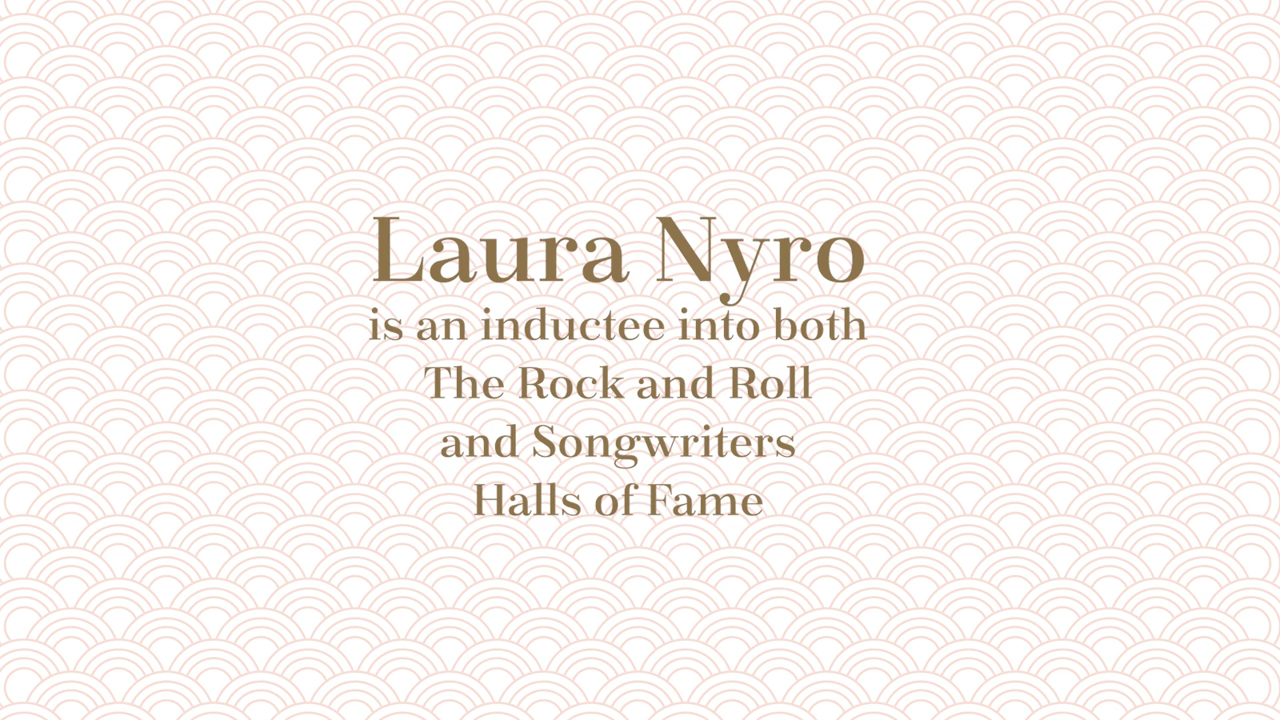 Laura Nyro
is an inductee into both
The Rock and Roll
and Songwriters
Halls of Fame